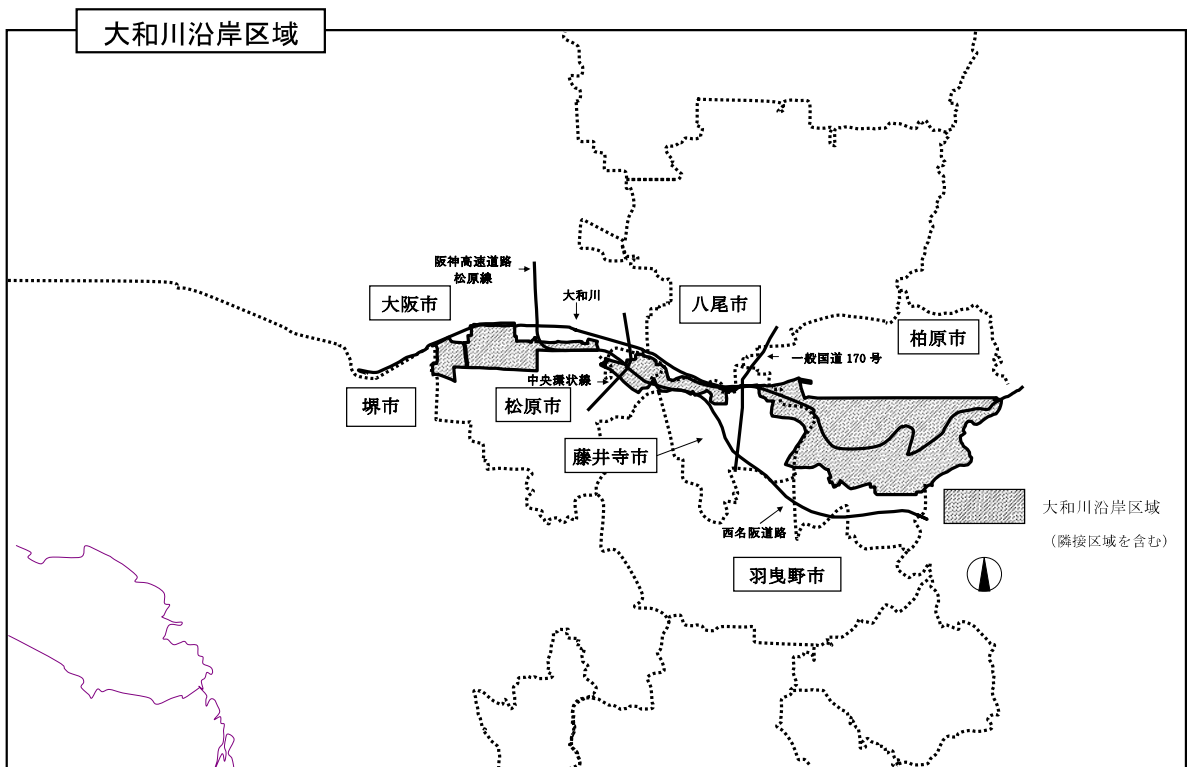 大和川沿岸区域
阪神高速道路
松原線
大和川
大阪市
八尾市
柏原市
一般国道 170 号
中央環状線
堺市
松原市
藤井寺市
大和川沿岸区域
(隣接区域を含む)
西名阪道路
羽曳野市